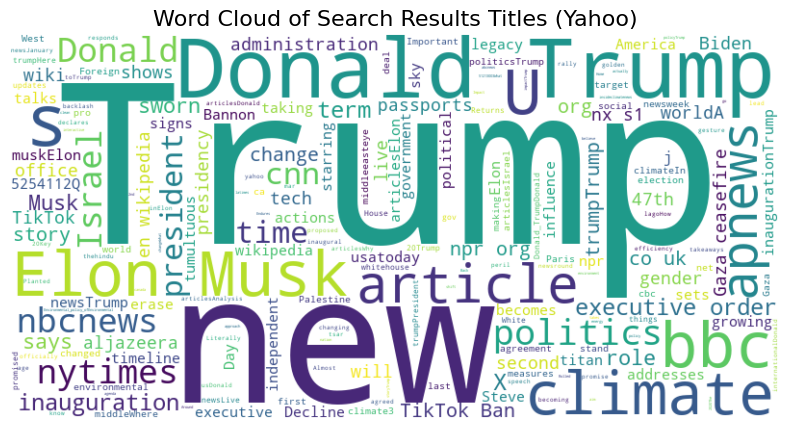 Word Cloud of Search Results Titles (Yahoo)
West
Foreign
responds
newsJanuary
trumpHere
Donald
administration
Important
legacy
America
Biden
wiki
shows
sky
politicsTrump
deal
rally
golden
updates
talks
Donald Trump
Trump
new
s
U
sworn
term
passports
org
target
newsweek
social
backlash
pro
declares
articlesDonald
Bannon
taking
nx s1
worldA
signs
muskElon
5254112Q
office
Musk
TikTok
story
Israel
en wikipedia
president
presidency
change
cnn
tech
time
actions
wikipedia
tumultuous
starring
live
articlesElon
government
middleeasteye
political
makingElon
articlesIsrael
Donald_TrumpDonald
influence
trumpTrump
j
climateIn
election
47th
Gaza ceasefire
apnews
inaugurationTrump
yahoo
House
inaugural
ca
gov
lagoHow
world
thehindu
Elon Musk
article
usatoday
npr org
Paris
npr
co uk
gender
net
efficiency
takeaways
whitehouse
newsTrump
erase
20Trump
peril
cbc
sets
executive order
Gaza
Planted
nbcnews
articlesAnalysis
Palestine
becomes
White
growing
says
aljazeera
Day
independent
changing
tsar
trumpPresident
politics
bbc
things
nytimes
timeline
changed
Literally
will
agreement
second
titan
role
stand
addresses
internationalDonald
promised
age
environmental
Almost
X
measures
speech
promise
inauguration
last
Steve
climate
know
middleWhere
executive
newsLive
first
Decline
agreed
climate3
TikTok Ban
becoming